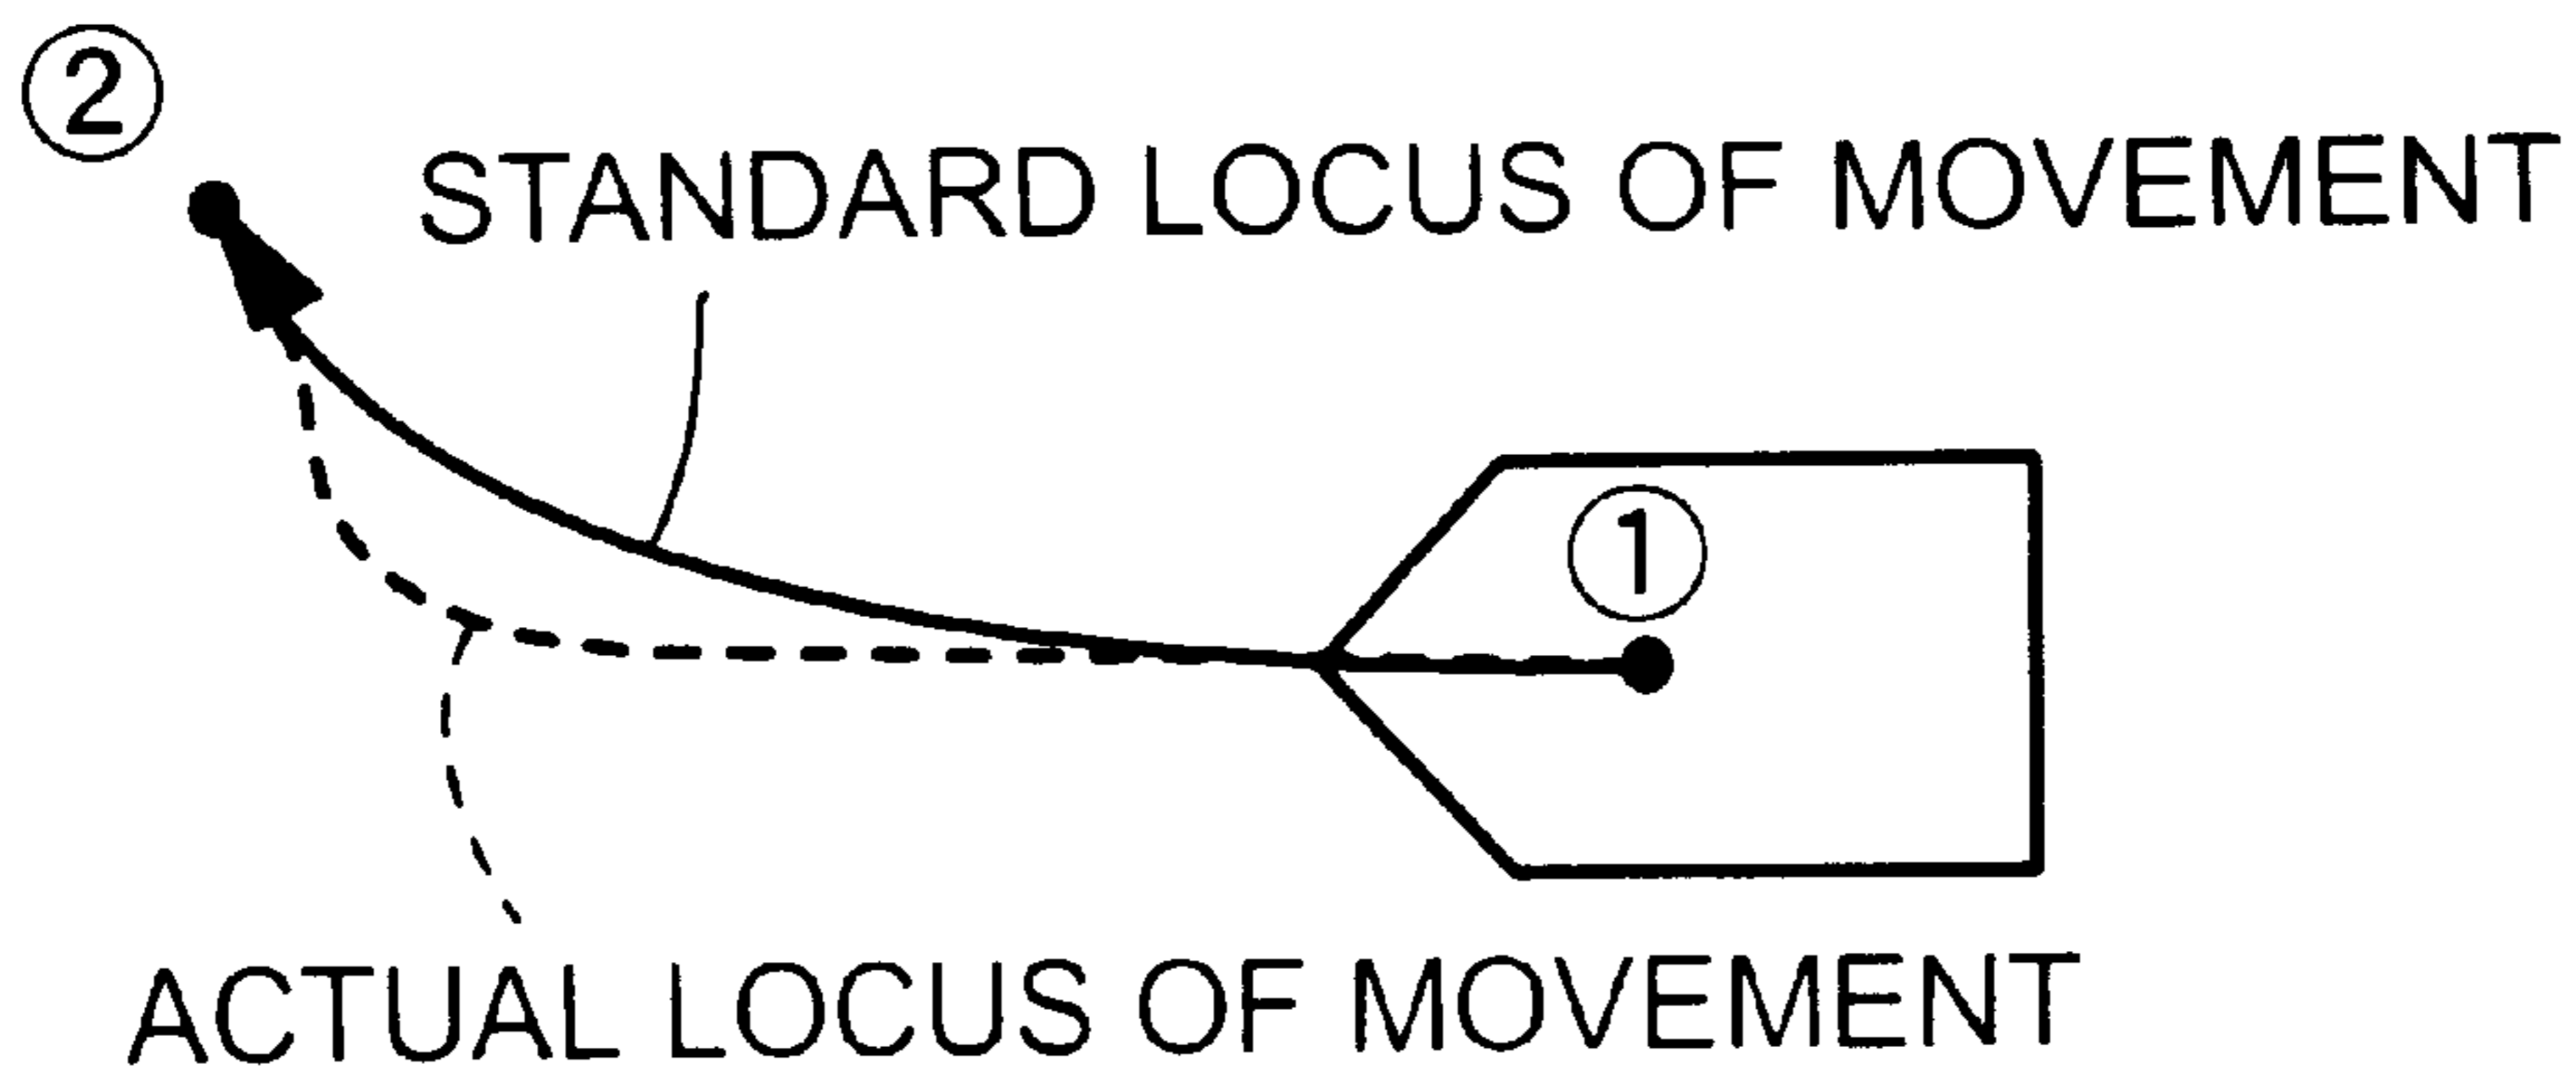 ②
STANDARD LOCUS OF MOVEMENT
①
ACTUAL LOCUS OF MOVEMENT